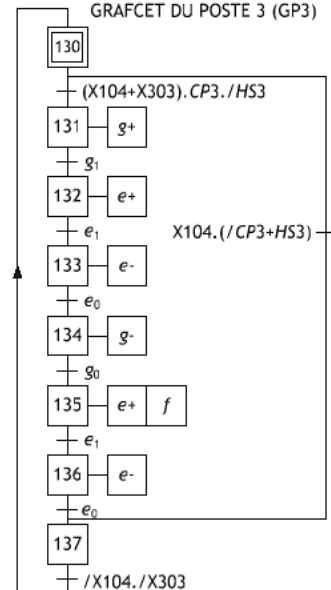 GRAFCET DU POSTE 3 (GP3)
130
(X104+X303).CP3./HS3
131 g+
g₁
132 e+
e₁
X104.(/CP3+HS3)
133 e-
e₀
134 g-
g₀
135 e+ f
e₁
136 e-
e₀
137
/X104./X303